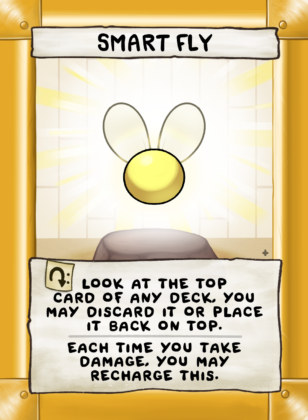 SMART FLY
: LOOK AT THE TOP
CARD OF ANY DECK. YOU
MAY DISCARD IT OR PLACE
IT BACK ON TOP.
EACH TIME YOU TAKE
DAMAGE, YOU MAY
RECHARGE THIS.